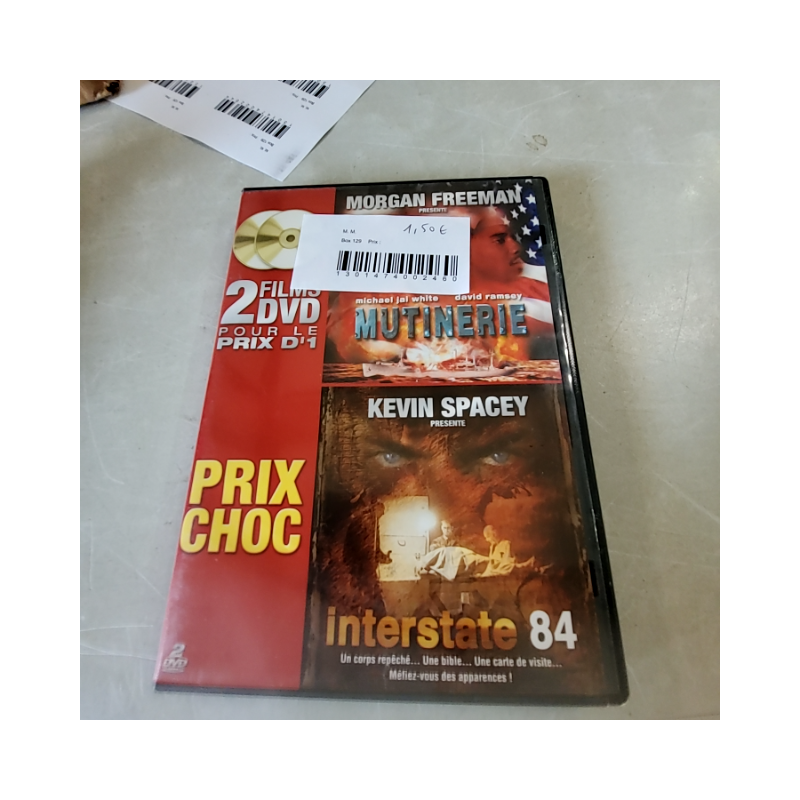 MORGAN FREEMAN
PRESENTE
M. M.
1,50€
Box 129 Prix :
1301474002460
2 FILMS
DVD
POUR LE
PRIX D'1
michael jai white david ramsey
MUTINERIE
KEVIN SPACEY
PRESENTE
PRIX
CHOC
interstate 84
Un corps repêché... Une bible... Une carte de visite...
Méfiez-vous des apparences !
2
DVD